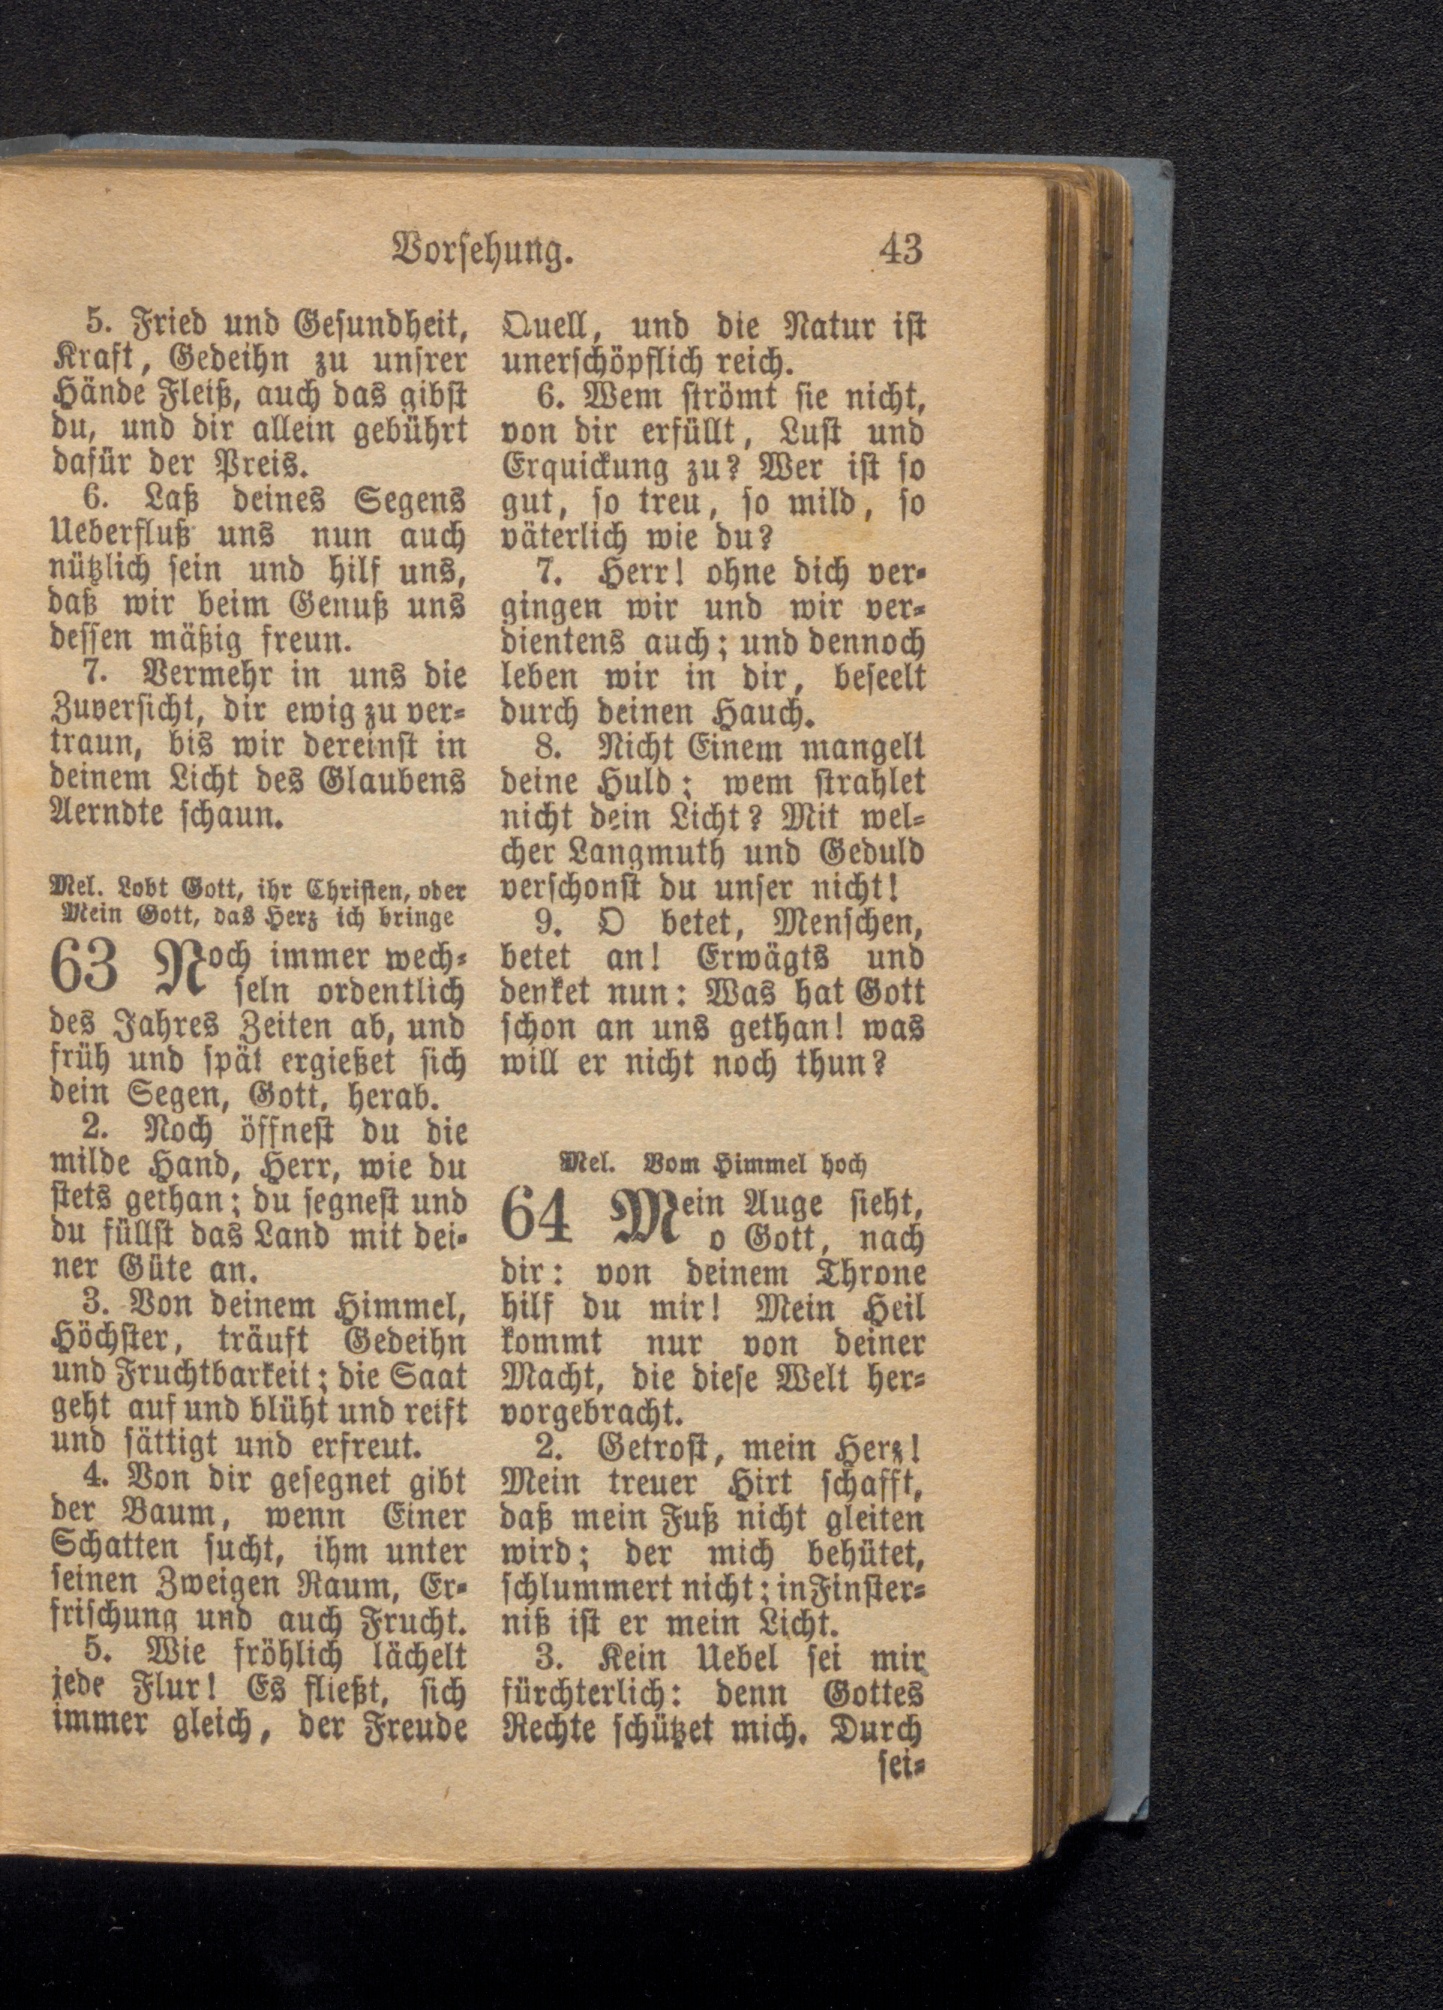 Vorsehung. 43
5. Fried und Gesundheit,
Kraft, Gedeihn zu unsrer
Hände Fleiß, auch das gibst
du, und dir allein gebührt
dafür der Preis.
6. Laß deines Segens
Ueberfluß uns nun auch
nützlich sein und hilf uns,
daß wir beim Genuß uns
dessen mäßig freun.
7. Vermehr in uns die
Zuversicht, dir ewig zu ver-
traun, bis wir dereinst in
deinem Licht des Glaubens
Aerndte schaun.
Mel. Lobt Gott, ihr Christen, oder
Mein Gott, das Herz ich bringe
63 Noch immer wech-
seln ordentlich
des Jahres Zeiten ab, und
früh und spät ergießet sich
dein Segen, Gott, herab.
2. Noch öffnest du die
milde Hand, Herr, wie du
stets gethan; du segnest und
du füllst das Land mit dei-
ner Güte an.
3. Von deinem Himmel,
Höchster, träuft Gedeihn
und Fruchtbarkeit; die Saat
geht auf und blüht und reift
und sättigt und erfreut.
4. Von dir gesegnet gibt
der Baum, wenn Einer
Schatten sucht, ihm unter
seinen Zweigen Raum, Er-
frischung und auch Frucht.
5. Wie fröhlich lächelt
jede Flur! Es fließt, sich
immer gleich, der Freude
Quell, und die Natur ist
unerschöpflich reich.
6. Wem strömt sie nicht,
von dir erfüllt, Lust und
Erquickung zu? Wer ist so
gut, so treu, so mild, so
väterlich wie du?
7. Herr! ohne dich ver-
gingen wir und wir ver-
dientens auch; und dennoch
leben wir in dir, beseelt
durch deinen Hauch.
8. Nicht Einem mangelt
deine Huld; wem strahlet
nicht dein Licht? Mit wel-
cher Langmuth und Geduld
verschonst du unser nicht!
9. O betet, Menschen,
betet an! Erwägts und
denket nun: Was hat Gott
schon an uns gethan! was
will er nicht noch thun?
Mel. Vom Himmel hoch
64 Mein Auge sieht,
o Gott, nach
dir: von deinem Throne
hilf du mir! Mein Heil
kommt nur von deiner
Macht, die diese Welt her-
vorgebracht.
2. Getrost, mein Herz!
Mein treuer Hirt schafft,
daß mein Fuß nicht gleiten
wird; der mich behütet,
schlummert nicht; in Finster-
niß ist er mein Licht.
3. Kein Uebel sei mir
fürchterlich: denn Gottes
Rechte schützet mich. Durch
sei-